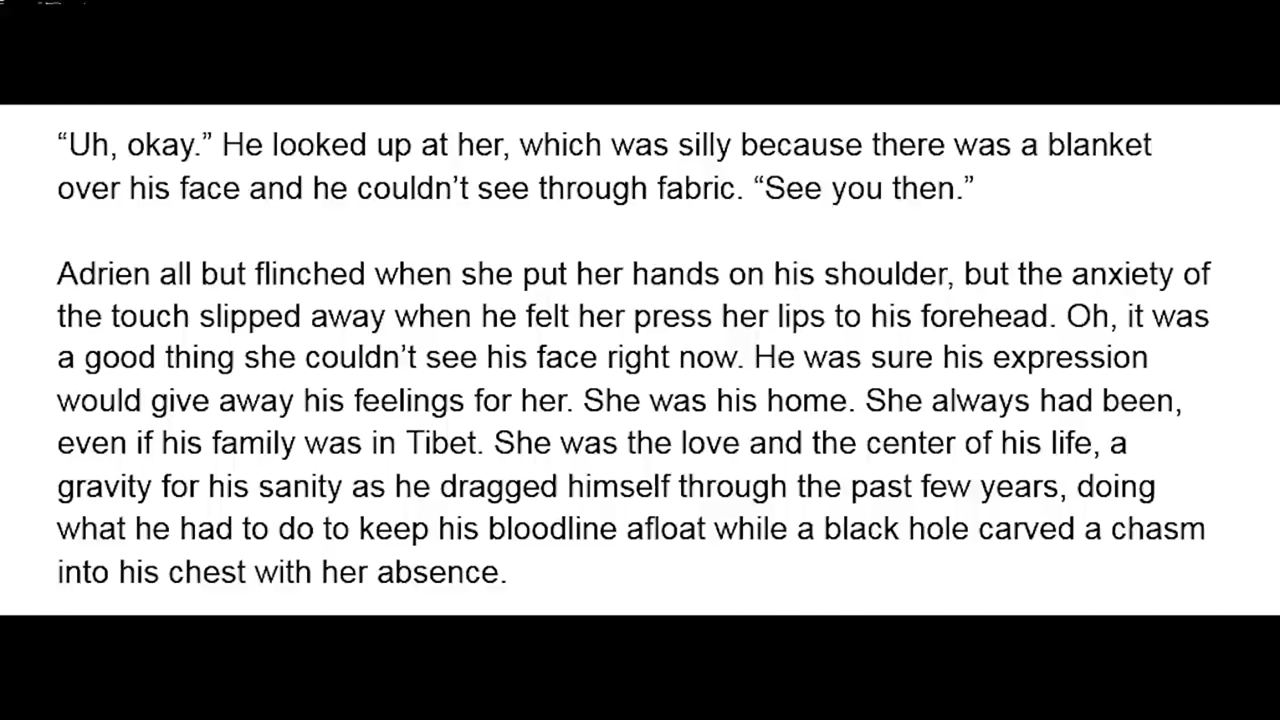 “Uh, okay.” He looked up at her, which was silly because there was a blanket
over his face and he couldn’t see through fabric. “See you then.”
Adrien all but flinched when she put her hands on his shoulder, but the anxiety of
the touch slipped away when he felt her press her lips to his forehead. Oh, it was
a good thing she couldn’t see his face right now. He was sure his expression
would give away his feelings for her. She was his home. She always had been,
even if his family was in Tibet. She was the love and the center of his life, a
gravity for his sanity as he dragged himself through the past few years, doing
what he had to do to keep his bloodline afloat while a black hole carved a chasm
into his chest with her absence.